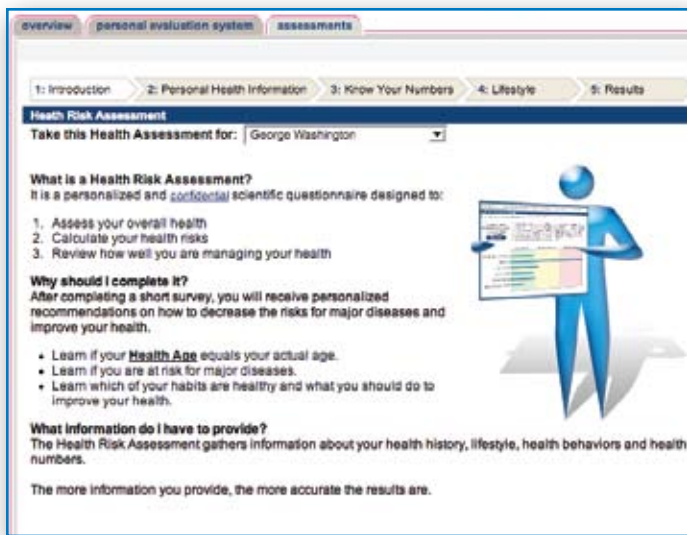 overview personal evaluation system assessments
1: Introduction 2: Personal Health Information 3: Know Your Numbers 4: Lifestyle 5: Results
Heath Risk Assessment
Take this Health Assessment for: George Washington
What is a Health Risk Assessment?
It is a personalized and confidential scientific questionnaire designed to:
1. Assess your overall health
2. Calculate your health risks
3. Review how well you are managing your health
Why should I complete it?
After completing a short survey, you will receive personalized
recommendations on how to decrease the risks for major diseases and
improve your health.
• Learn if your Health Age equals your actual age.
• Learn if you are at risk for major diseases.
• Learn which of your habits are healthy and what you should do to
improve your health.
What information do I have to provide?
The Health Risk Assessment gathers information about your health history, lifestyle, health behaviors and health
numbers.
The more information you provide, the more accurate the results are.